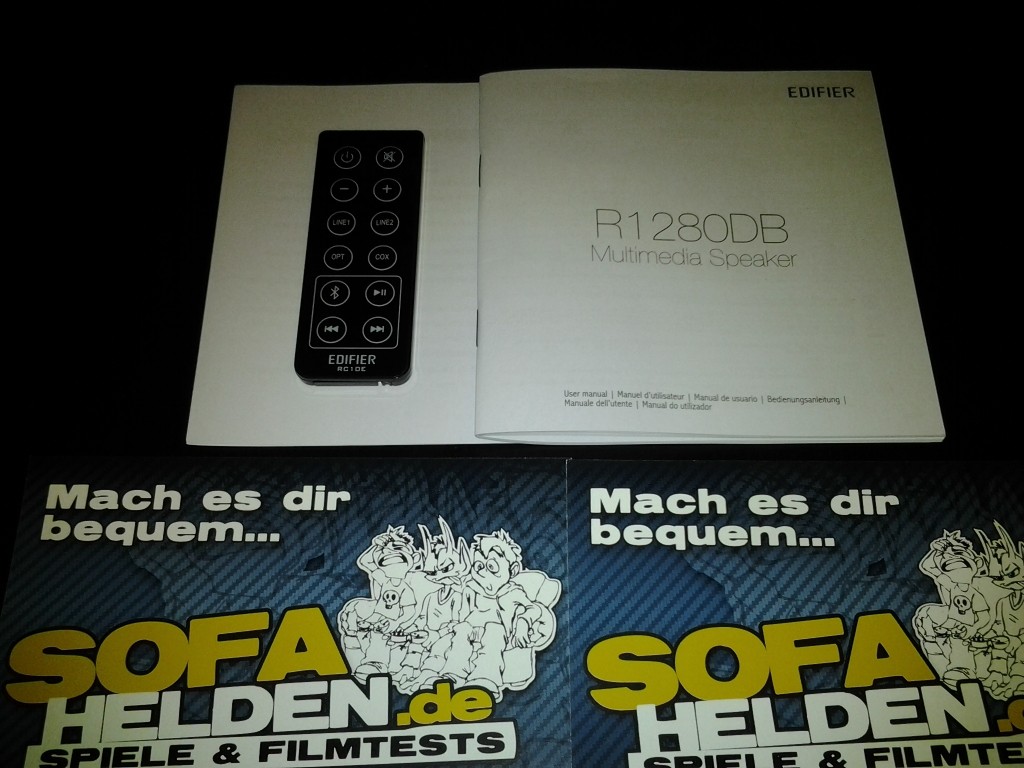 EDIFIER
R1280DB
Multimedia Speaker
User manual | Manuel d'utilisateur | Manual de usuario | Bedienungsanleitung |
Manuale dell'utente | Manual do utilizador
LINE1 LINE2
OPT COX
EDIFIER
RC10E
Mach es dir
bequem...
SOFA
HELDEN.de
SPIELE & FILMTESTS
Mach es dir
bequem...
SOFA
HELDEN.d
SPIELE & FILMTE